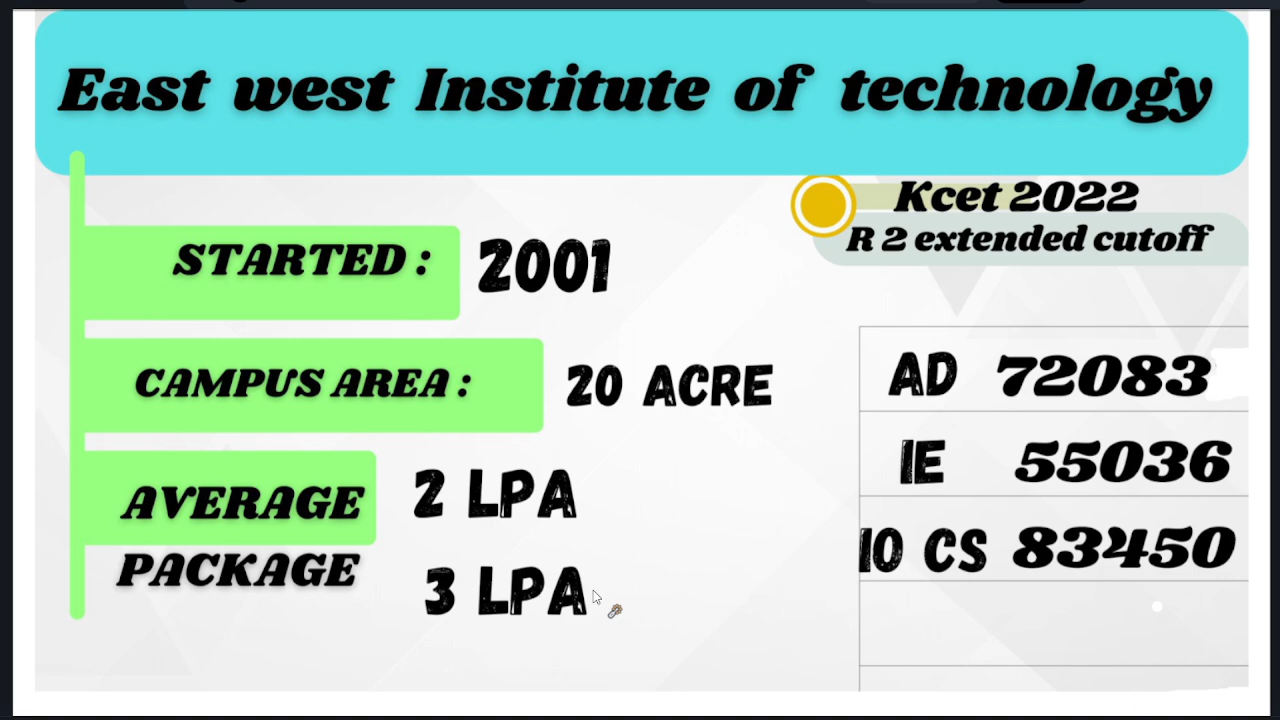 East west Institute of technology
Kcet 2022
R 2 extended cutoff
STARTED : 2001
CAMPUS AREA : 20 ACRE
AVERAGE 2 LPA
PACKAGE 3 LPA
AD 72083
IE 55036
IO CS 83450